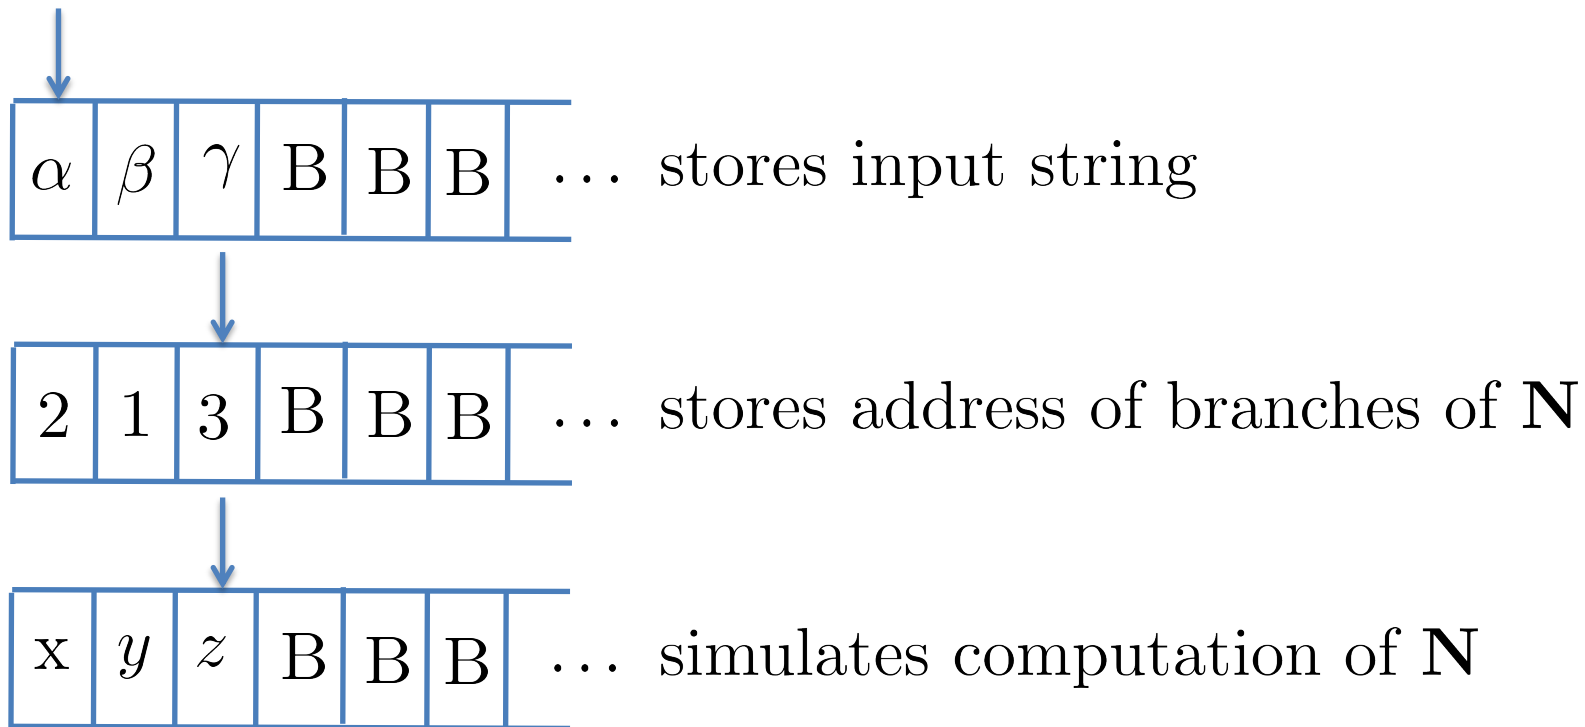 α β γ B B B ... stores input string
2 1 3 B B B ... stores address of branches of N
x y z B B B ... simulates computation of N